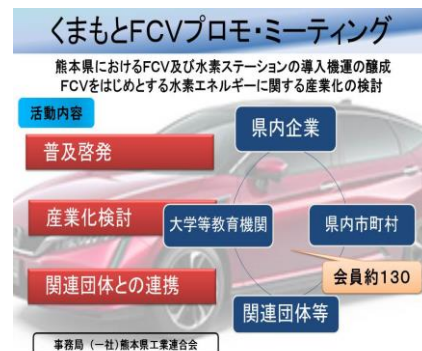 くまもとFCVプロモ・ミーティング
熊本県におけるFCV及び水素ステーションの導入機運の醸成
FCVをはじめとする水素エネルギーに関する産業化の検討
活動内容
普及啓発
産業化検討
関連団体との連携
県内企業
大学等教育機関
県内市町村
会員約130
関連団体等
事務局 (一社)熊本県工業連合会